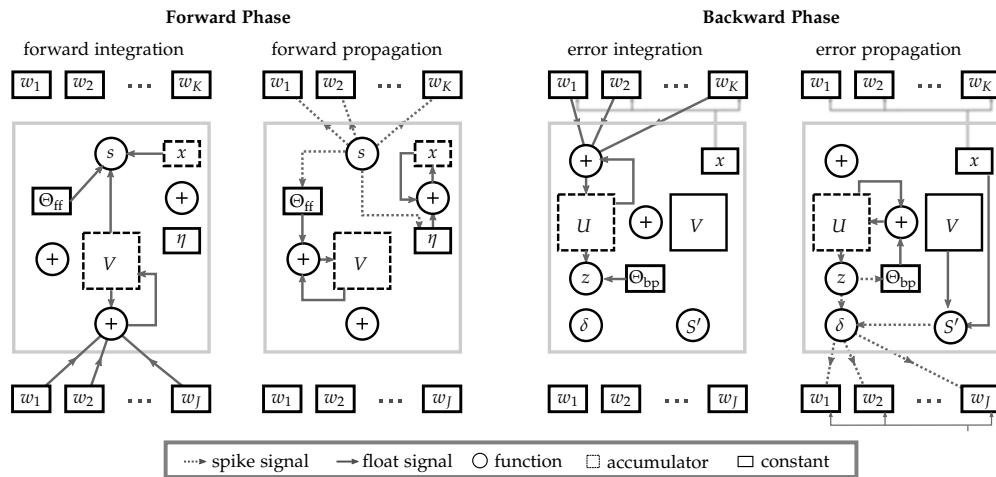 Forward Phase
Backward Phase
forward integration
forward propagation
error integration
error propagation
w1 w2 ... wK
w1 w2 ... wK
w1 w2 ... wK
w1 w2 ... wK
s x
Θff + η
+ V
+
s x
Θff + η
+ V
+
x
+
U + V
z Θbp
δ S′
x
U + V
z Θbp
δ S′
w1 w2 ... wJ
w1 w2 ... wJ
w1 w2 ... wK
w1 w2 ... wJ
spike signal float signal function accumulator constant